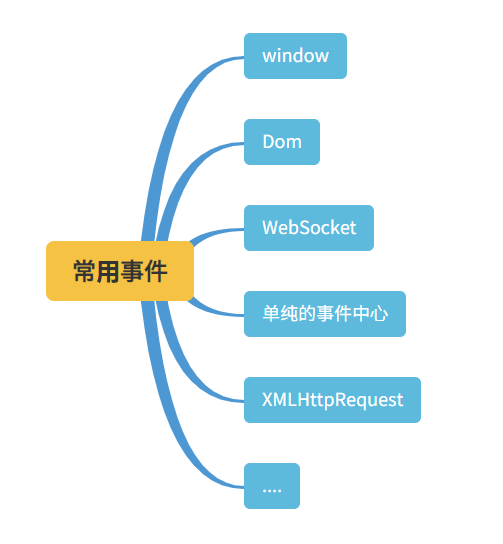 window
Dom
WebSocket
常用事件
单纯的事件中心
XMLHttpRequest
....